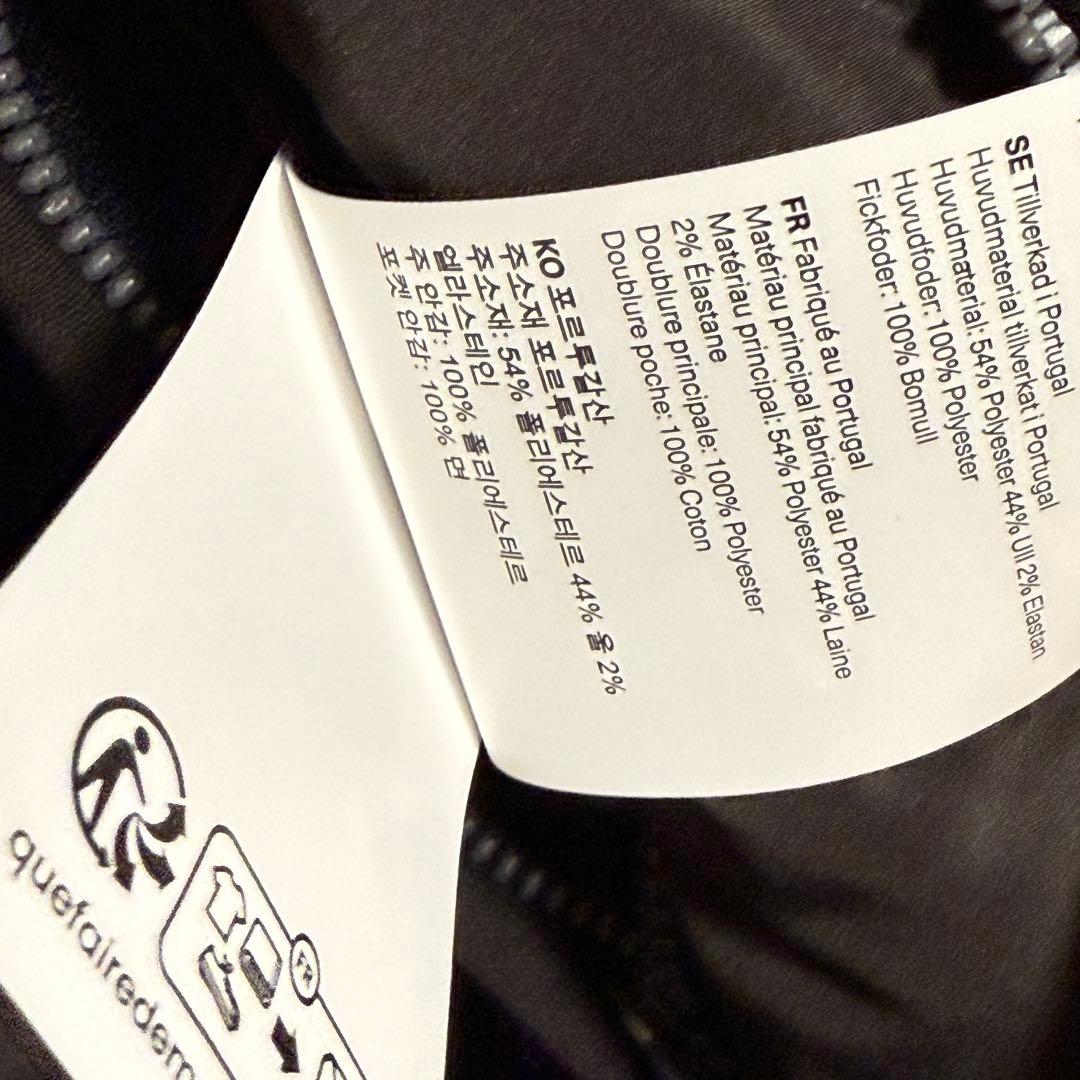 SE Tillverkad i Portugal
Huvudmaterial tillverkat i Portugal
Huvudmaterial: 54% Polyester 44% Ull 2% Elastan
Huvudfoder: 100% Polyester
Fickfoder: 100% Bomull
FR Fabriqué au Portugal
Matériau principal fabriqué au Portugal
Matériau principal: 54% Polyester 44% Laine
2% Élastane
Doublure principale: 100% Polyester
Doublure poche: 100% Coton
KO 포르투갈산
주소재 포르투갈산
주소재: 54% 폴리에스테르 44% 울 2%
엘라스테인
주 안감: 100% 폴리에스테르
포켓 안감: 100% 면
FR
quefairedem